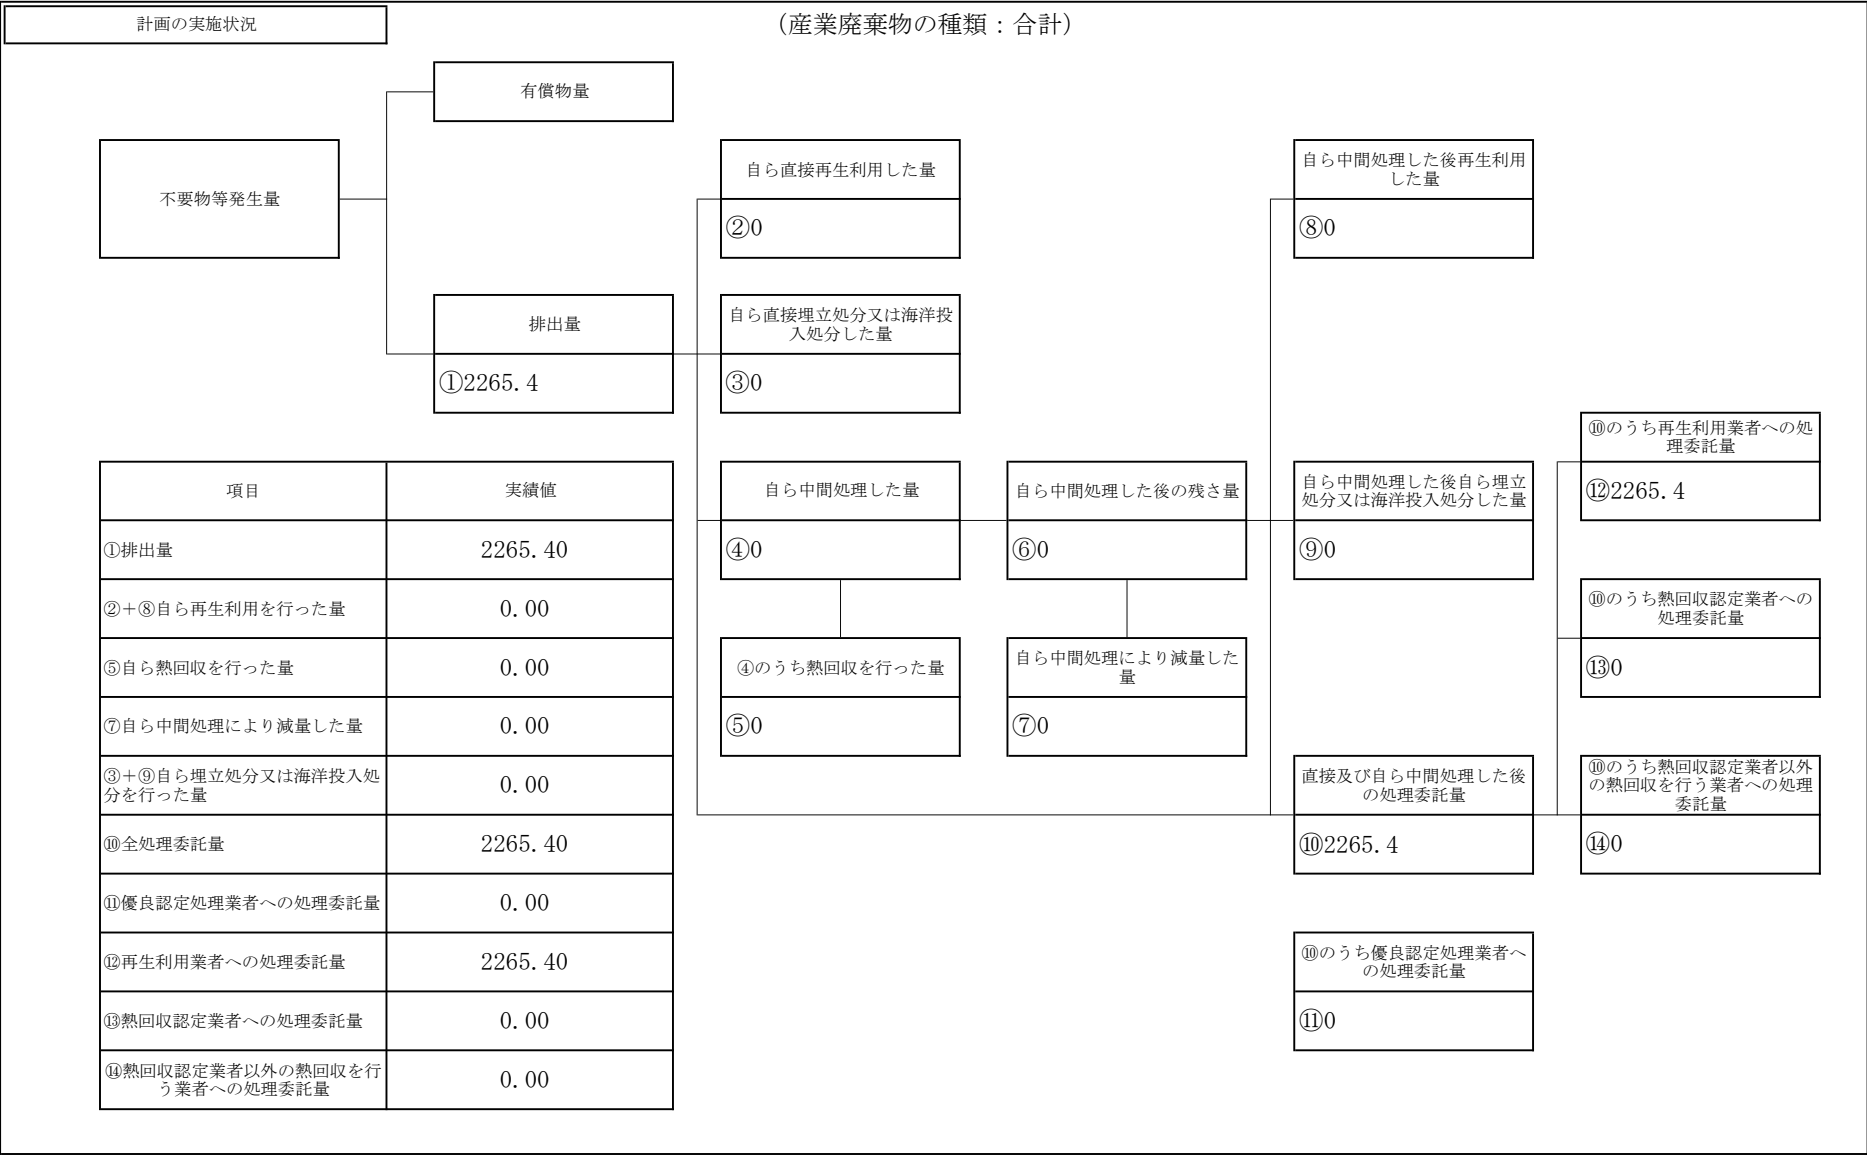 計画の実施状況
（産業廃棄物の種類：合計）
有償物量
不要物等発生量
自ら直接再生利用した量
②0
自ら中間処理した後再生利用
した量
⑧0
排出量
①2265.4
自ら直接埋立処分又は海洋投
入処分した量
③0
⑩のうち再生利用業者への処
理委託量
⑫2265.4
自ら中間処理した量
④0
自ら中間処理した後の残さ量
⑥0
自ら中間処理した後自ら埋立
処分又は海洋投入処分した量
⑨0
⑩のうち熱回収認定業者への
処理委託量
⑬0
④のうち熱回収を行った量
⑤0
自ら中間処理により減量した
量
⑦0
直接及び自ら中間処理した後
の処理委託量
⑩2265.4
⑩のうち熱回収認定業者以外
の熱回収を行う業者への処理
委託量
⑭0
⑩のうち優良認定処理業者へ
の処理委託量
⑪0
項目 実績値
①排出量 2265.40
②＋⑧自ら再生利用を行った量 0.00
⑤自ら熱回収を行った量 0.00
⑦自ら中間処理により減量した量 0.00
③＋⑨自ら埋立処分又は海洋投入処
分を行った量 0.00
⑩全処理委託量 2265.40
⑪優良認定処理業者への処理委託量 0.00
⑫再生利用業者への処理委託量 2265.40
⑬熱回収認定業者への処理委託量 0.00
⑭熱回収認定業者以外の熱回収を行
う業者への処理委託量 0.00